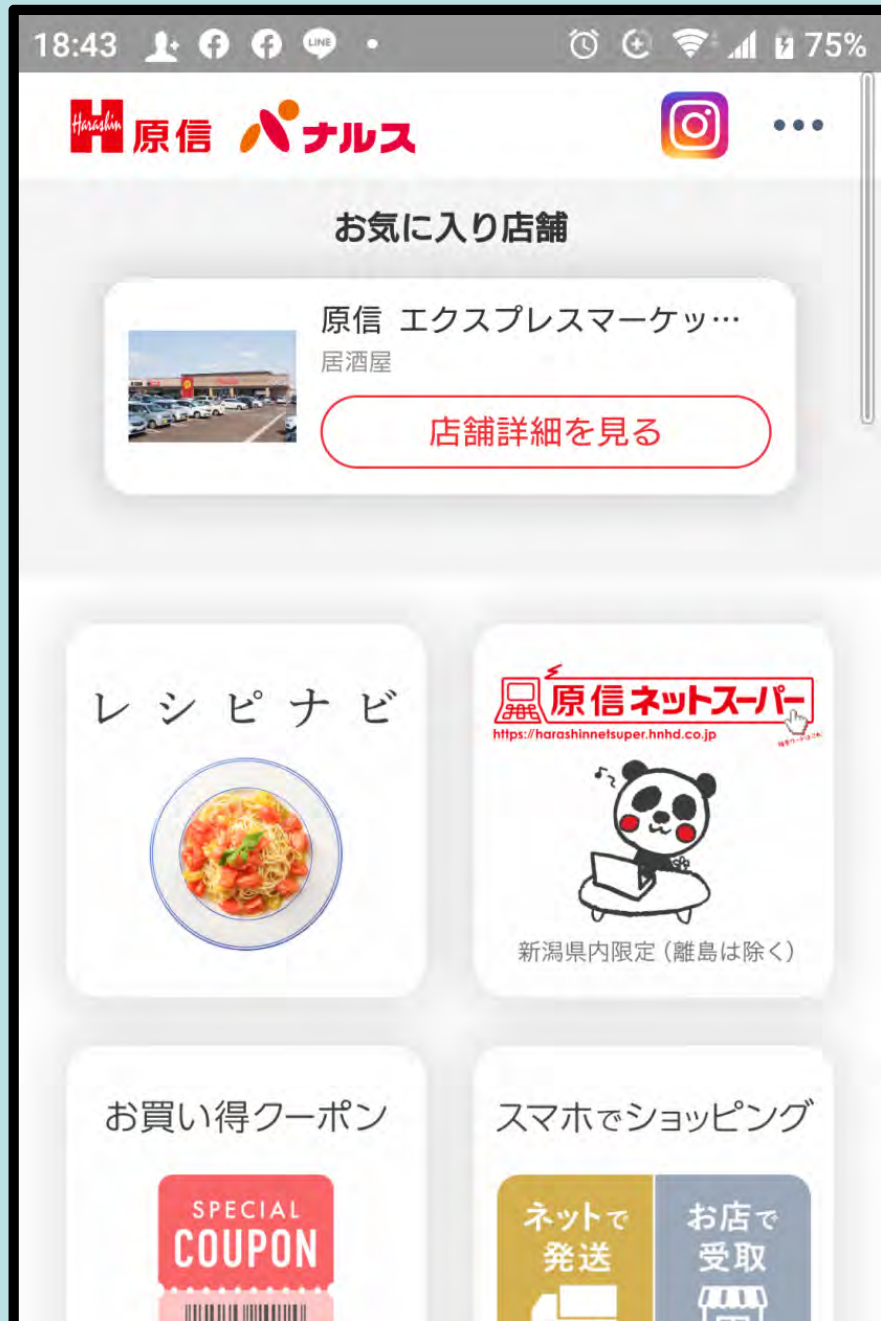 18:43
LINE
75%
Harashin 原信 ナルス
お気に入り店舗
原信 エクスプレスマーケッ…
居酒屋
店舗詳細を見る
レシピナビ
原信ネットスーパー
https://harashinnetsuper.hnhd.co.jp
新潟県内限定（離島は除く）
お買い得クーポン
スマホでショッピング
SPECIAL
COUPON
ネットで
発送
お店で
受取